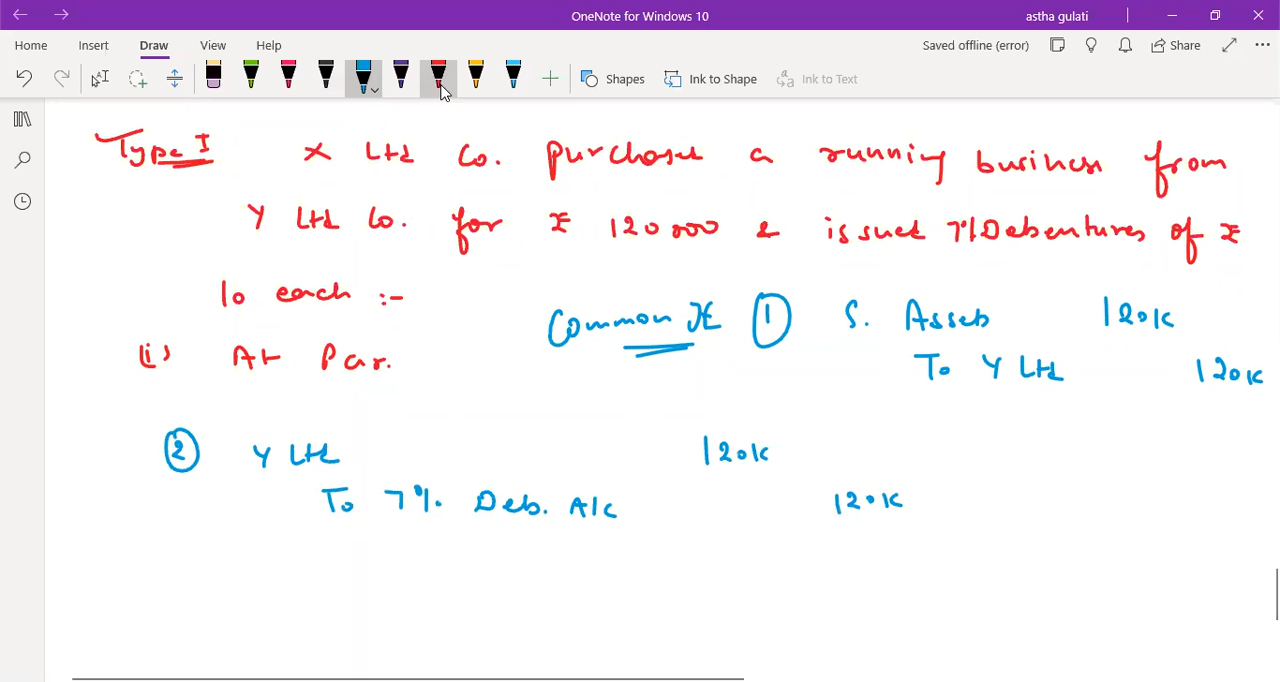 OneNote for Windows 10
astha gulati
Home Insert Draw View Help
Saved offline (error) Share
Shapes Ink to Shape Ink to Text
Type I X Ltd Co. Purchases a running business from
Y Ltd Co. for ₹ 120000 & issued 7% Debentures of ₹
10 each :-
(i) At Par.
Common JE ① S. Assets 120K
To Y Ltd 120K
② Y Ltd 120K
To 7% Deb. A/c 120K